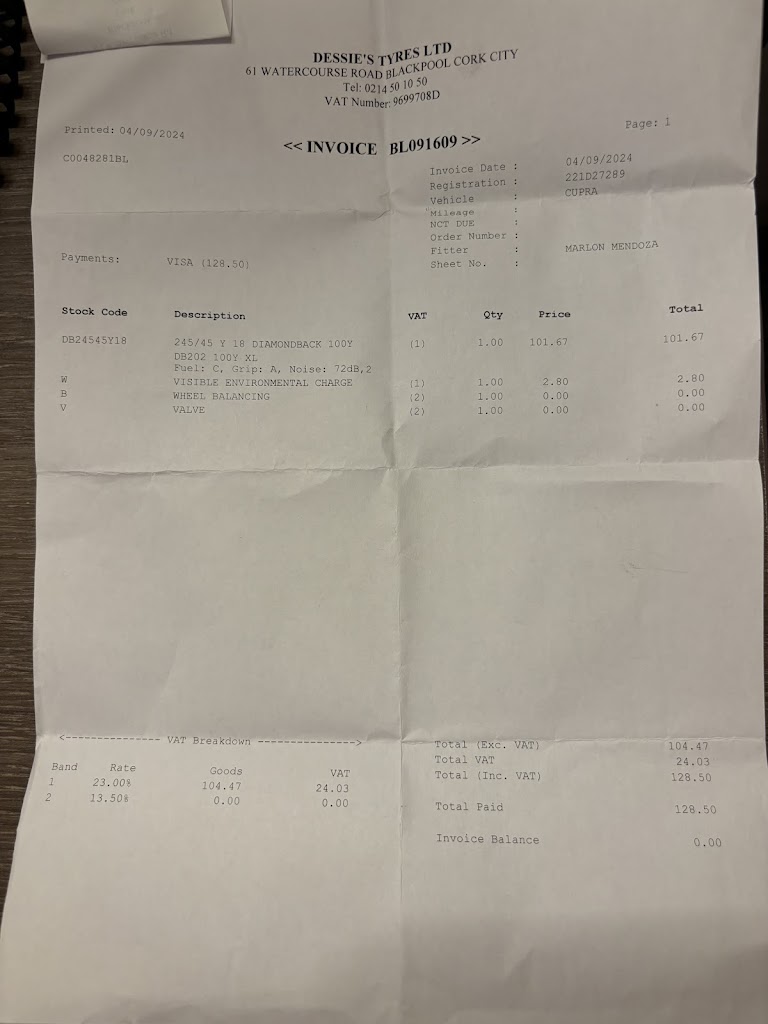 DESSIE'S TYRES LTD
61 WATERCOURSE ROAD BLACKPOOL CORK CITY
Tel: 0214 50 10 50
VAT Number: 9699708D
Printed: 04/09/2024
Page: 1
<< INVOICE BL091609 >>
C0048281BL
Invoice Date : 04/09/2024
Registration : 221D27289
Vehicle : CUPRA
Mileage :
NCT DUE :
Order Number :
Fitter : MARLON MENDOZA
Sheet No. :
Payments: VISA (128.50)
Stock Code Description VAT Qty Price Total
DB24545Y18 245/45 Y 18 DIAMONDBACK 100Y (1) 1.00 101.67 101.67
DB202 100Y XL
Fuel: C, Grip: A, Noise: 72dB,2
W VISIBLE ENVIRONMENTAL CHARGE (1) 1.00 2.80 2.80
B WHEEL BALANCING (2) 1.00 0.00 0.00
V VALVE (2) 1.00 0.00 0.00
<--------------- VAT Breakdown --------------->
Band Rate Goods VAT
1 23.00% 104.47 24.03
2 13.50% 0.00 0.00
Total (Exc. VAT) 104.47
Total VAT 24.03
Total (Inc. VAT) 128.50
Total Paid 128.50
Invoice Balance 0.00